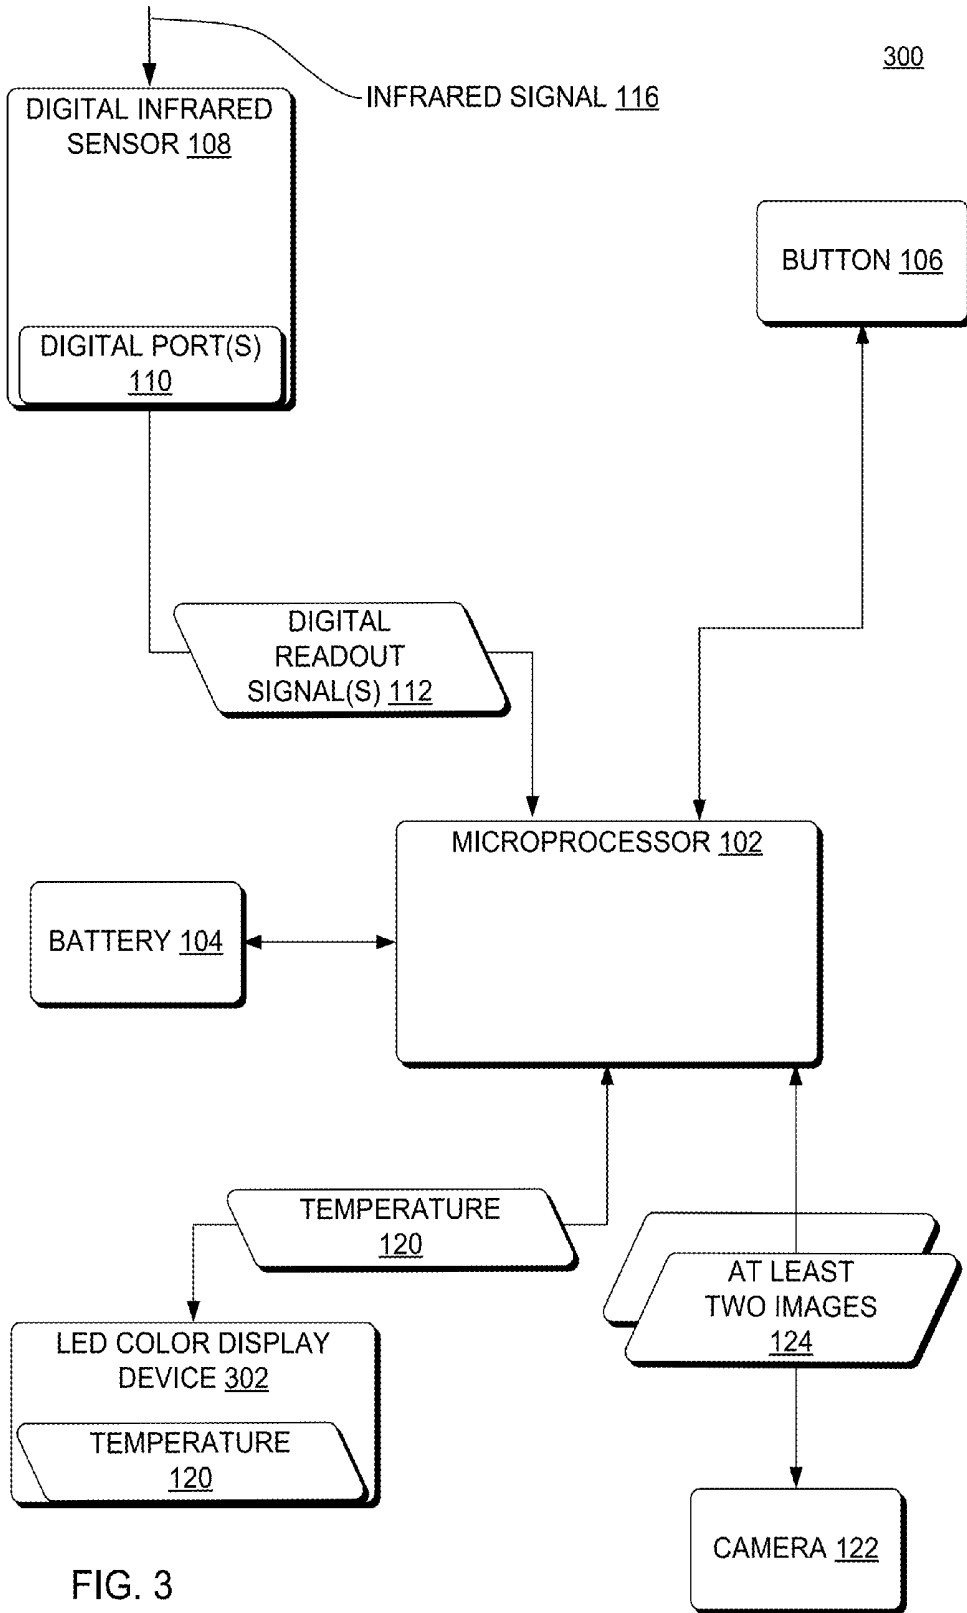 300
INFRARED SIGNAL 116
DIGITAL INFRARED
SENSOR 108
BUTTON 106
DIGITAL PORT(S)
110
DIGITAL
READOUT
SIGNAL(S) 112
MICROPROCESSOR 102
BATTERY 104
TEMPERATURE
120
AT LEAST
TWO IMAGES
124
LED COLOR DISPLAY
DEVICE 302
TEMPERATURE
120
CAMERA 122
FIG. 3